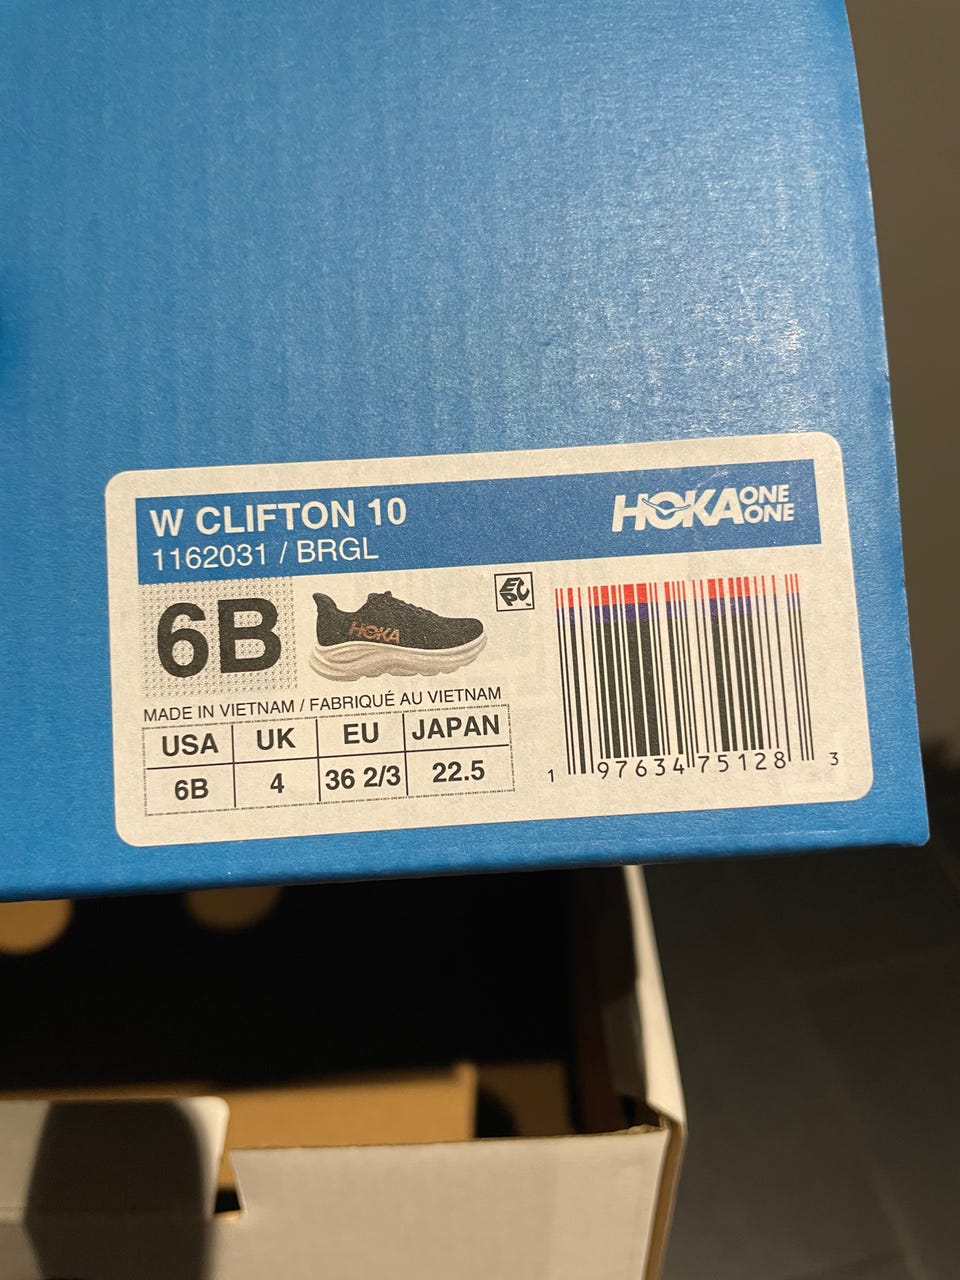 W CLIFTON 10
1162031 / BRGL
HOKA ONE ONE
6B
HOKA
EPC
MADE IN VIETNAM / FABRIQUÉ AU VIETNAM
USA UK EU JAPAN
6B 4 36 2/3 22.5
1 97634 75128 3